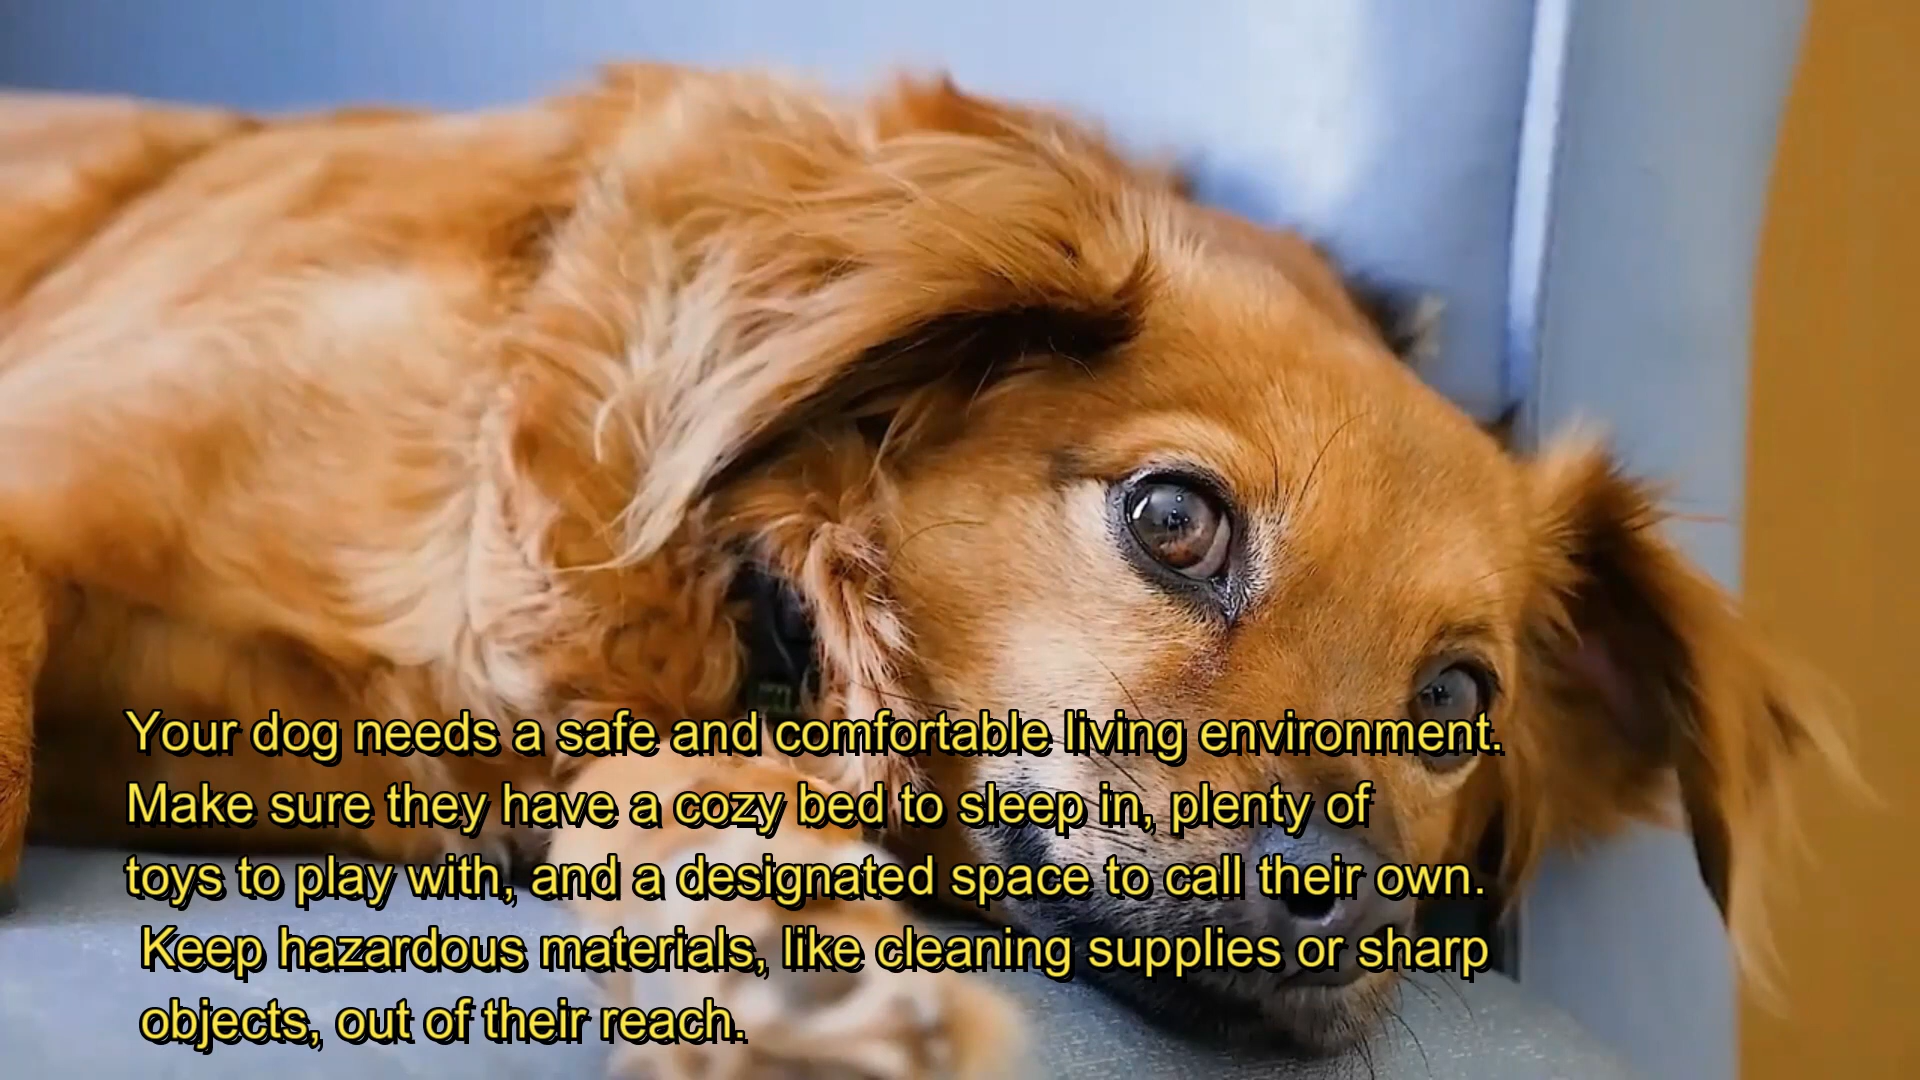 Your dog needs a safe and comfortable living environment.
Make sure they have a cozy bed to sleep in, plenty of
toys to play with, and a designated space to call their own.
Keep hazardous materials, like cleaning supplies or sharp
objects, out of their reach.